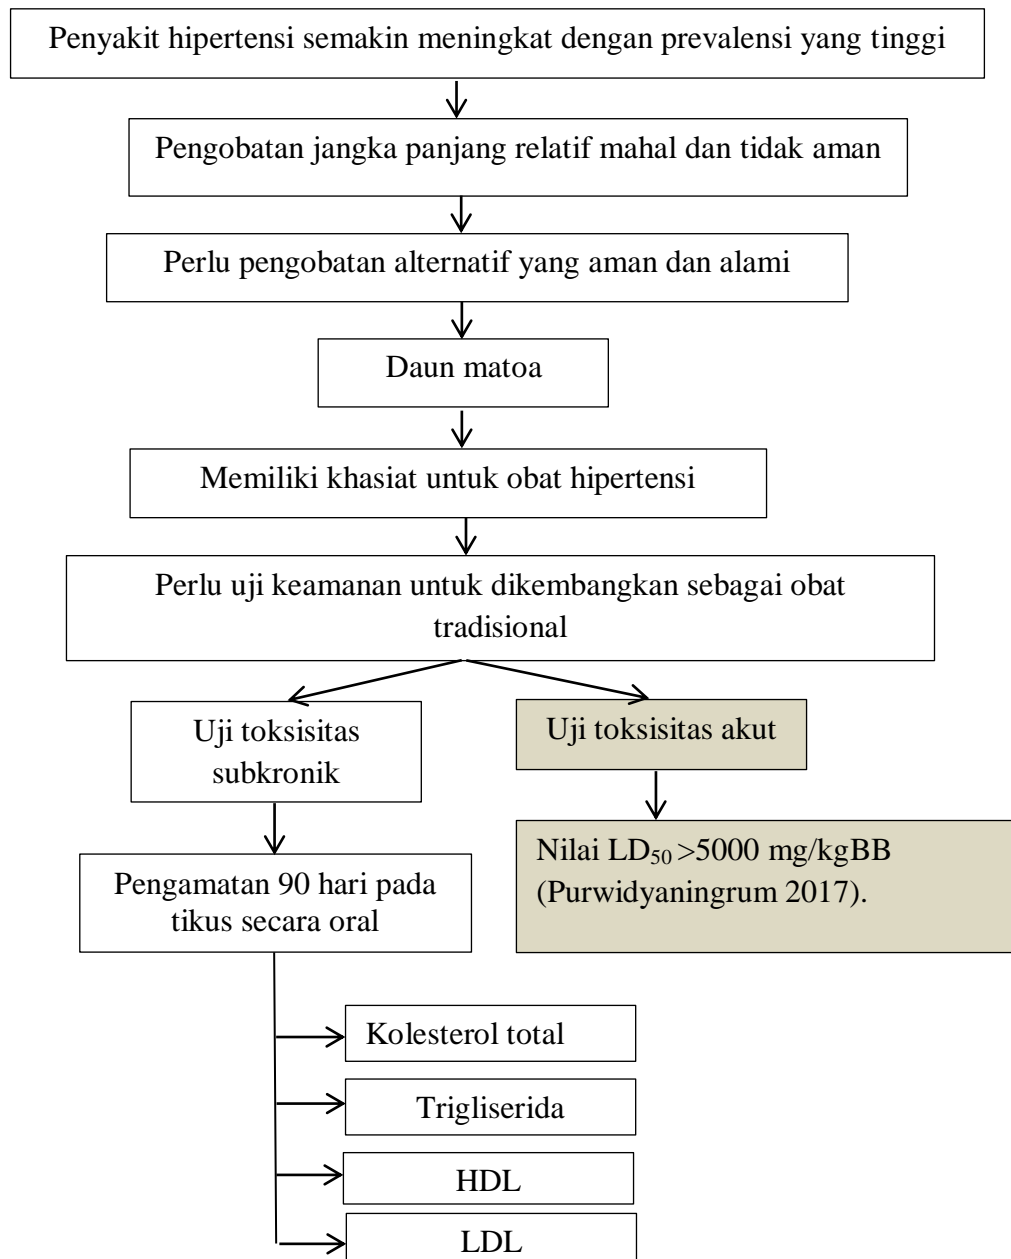 Penyakit hipertensi semakin meningkat dengan prevalensi yang tinggi
Pengobatan jangka panjang relatif mahal dan tidak aman
Perlu pengobatan alternatif yang aman dan alami
Daun matoa
Memiliki khasiat untuk obat hipertensi
Perlu uji keamanan untuk dikembangkan sebagai obat
tradisional
Uji toksisitas
subkronik
Uji toksisitas akut
Pengamatan 90 hari pada
tikus secara oral
Nilai LD50 >5000 mg/kgBB
(Purwidyaningrum 2017).
Kolesterol total
Trigliserida
HDL
LDL